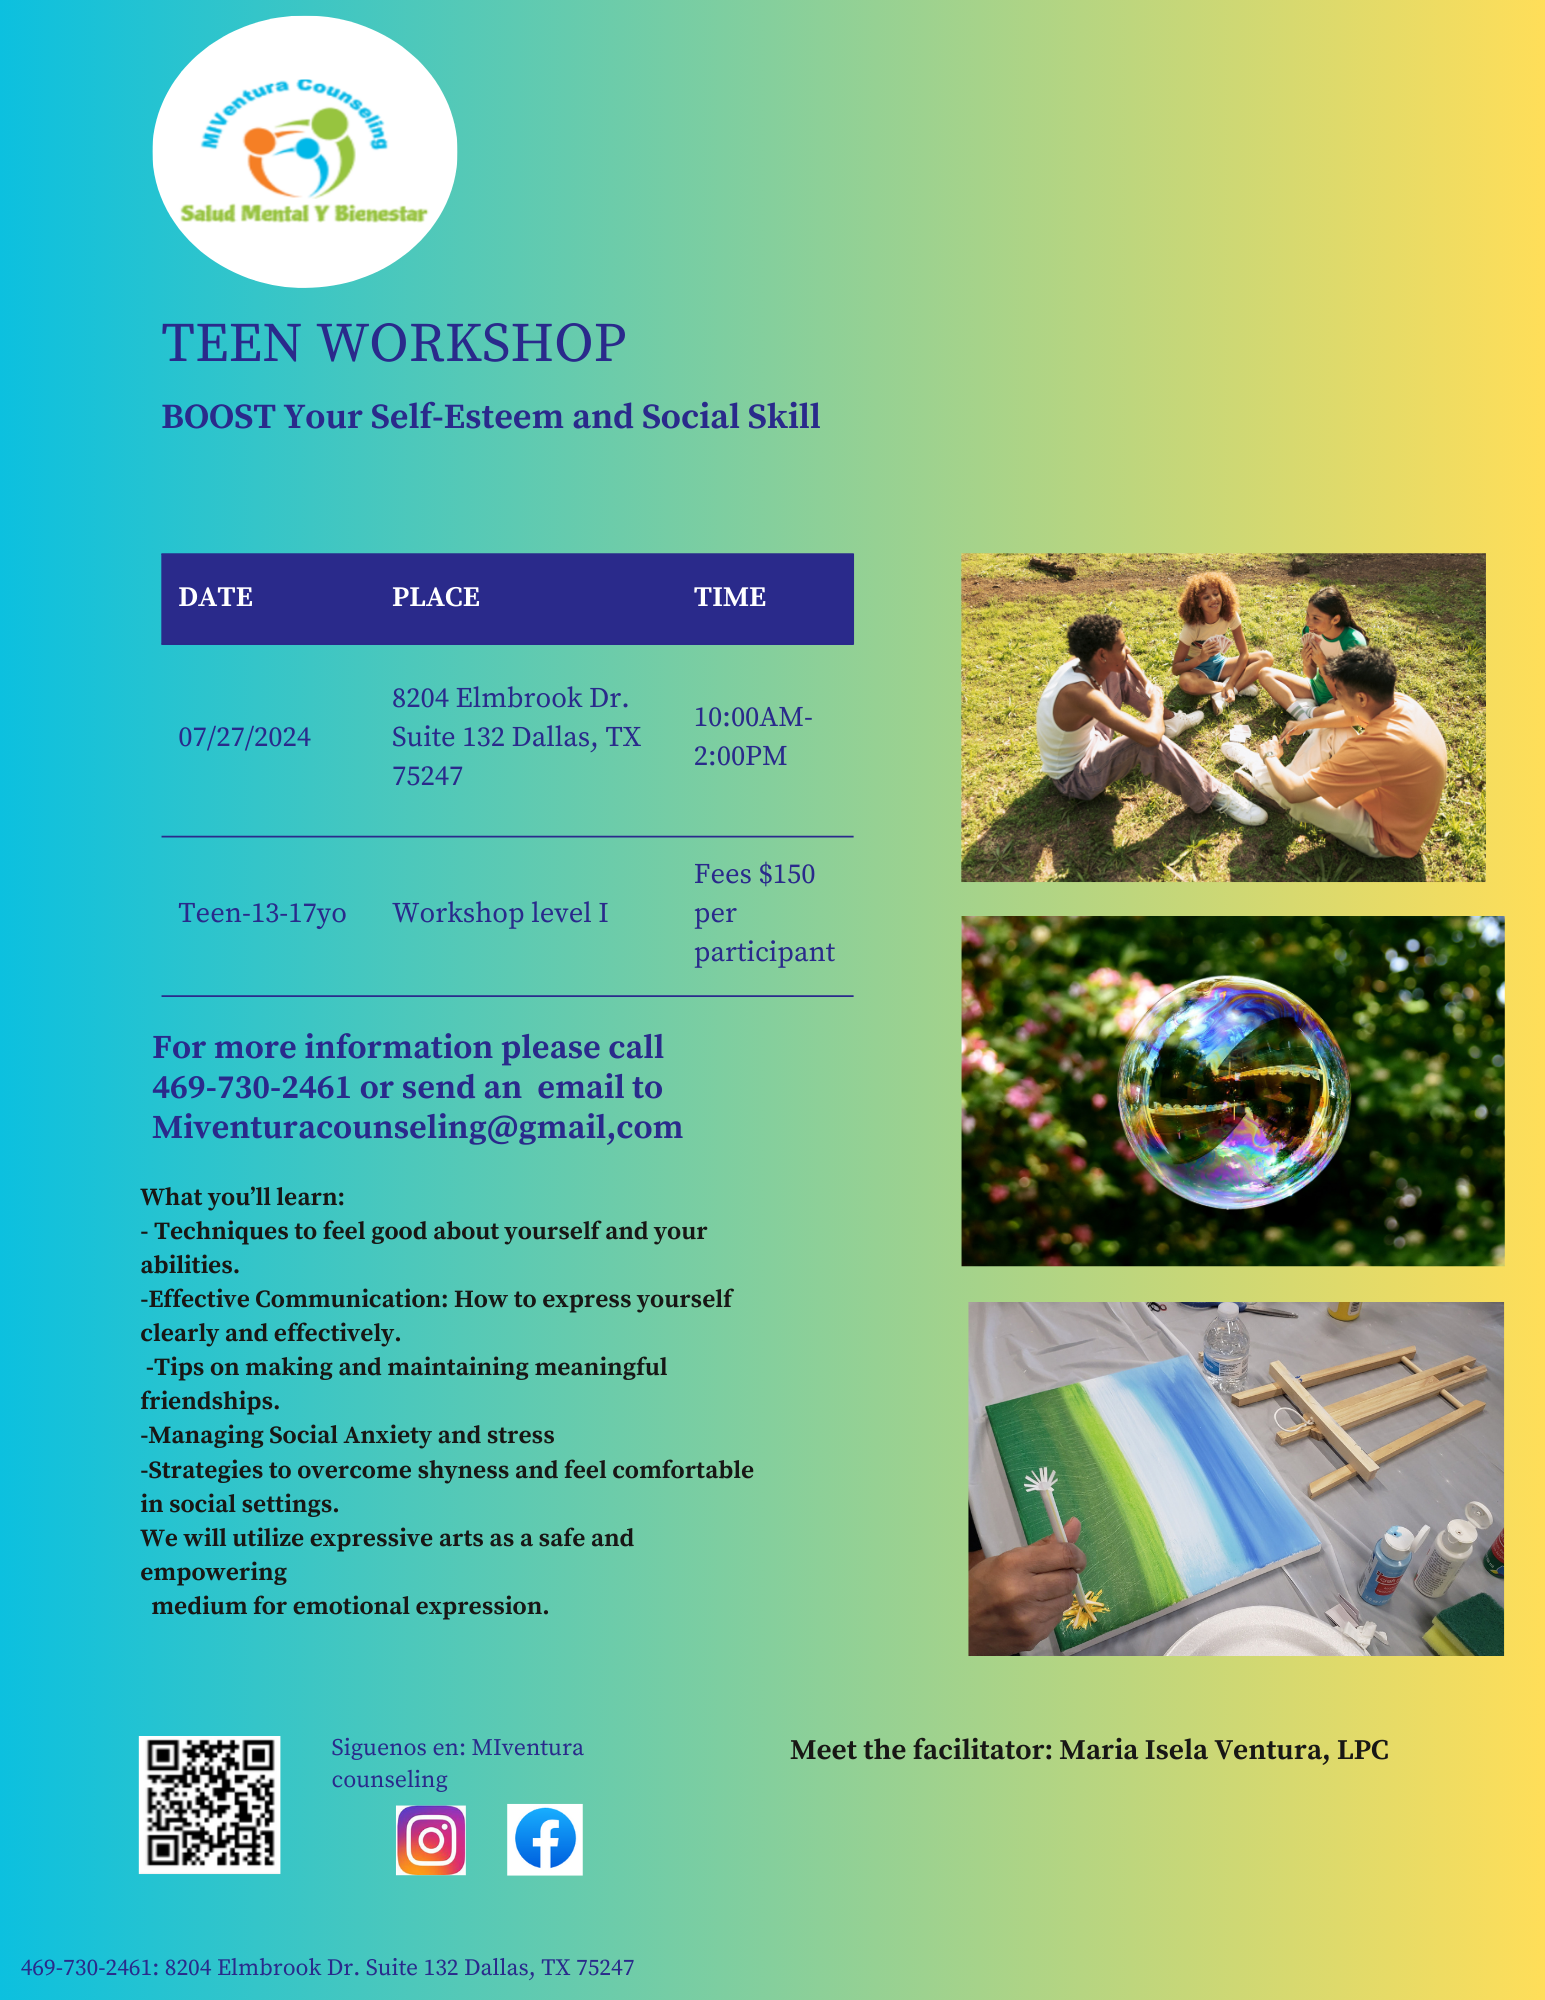 MIVentura Counseling
Salud Mental Y Bienestar
TEEN WORKSHOP
BOOST Your Self-Esteem and Social Skill
DATE PLACE TIME
07/27/2024
8204 Elmbrook Dr.
Suite 132 Dallas, TX
75247
10:00AM-
2:00PM
Teen-13-17yo
Workshop level I
Fees $150
per
participant
For more information please call
469-730-2461 or send an  email to
Miventuracounseling@gmail,com
What you’ll learn:
- Techniques to feel good about yourself and your
abilities.
-Effective Communication: How to express yourself
clearly and effectively.
-Tips on making and maintaining meaningful
friendships.
-Managing Social Anxiety and stress
-Strategies to overcome shyness and feel comfortable
in social settings.
We will utilize expressive arts as a safe and
empowering
medium for emotional expression.
Siguenos en: MIventura
counseling
Meet the facilitator: Maria Isela Ventura, LPC
469-730-2461: 8204 Elmbrook Dr. Suite 132 Dallas, TX 75247